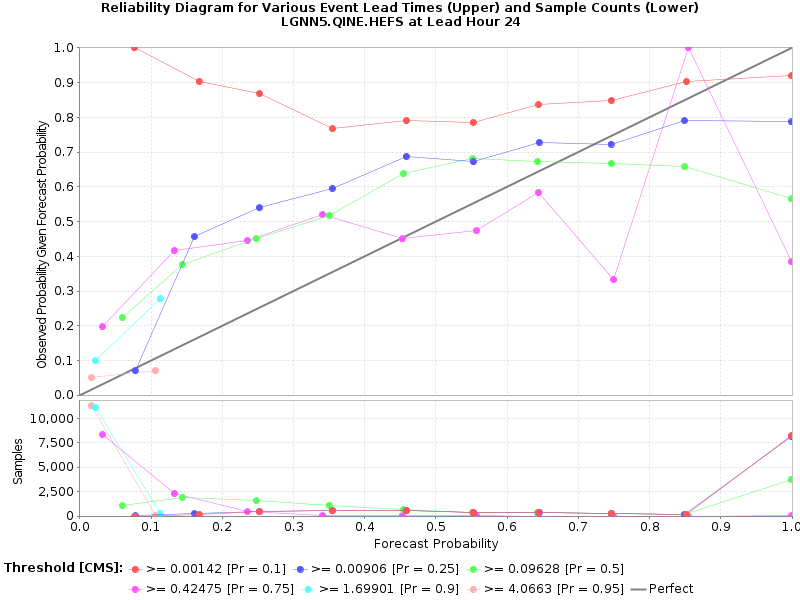 Reliability Diagram for Various Event Lead Times (Upper) and Sample Counts (Lower)
LGNN5.QINE.HEFS at Lead Hour 24
Observed Probability Given Forecast Probability
1.0
0.9
0.8
0.7
0.6
0.5
0.4
0.3
0.2
0.1
0.0
Samples
10,000
7,500
5,000
2,500
0
0.0 0.1 0.2 0.3 0.4 0.5 0.6 0.7 0.8 0.9 1.0
Forecast Probability
Threshold [CMS]: >= 0.00142 [Pr = 0.1] >= 0.00906 [Pr = 0.25] >= 0.09628 [Pr = 0.5]
>= 0.42475 [Pr = 0.75] >= 1.69901 [Pr = 0.9] >= 4.0663 [Pr = 0.95] Perfect